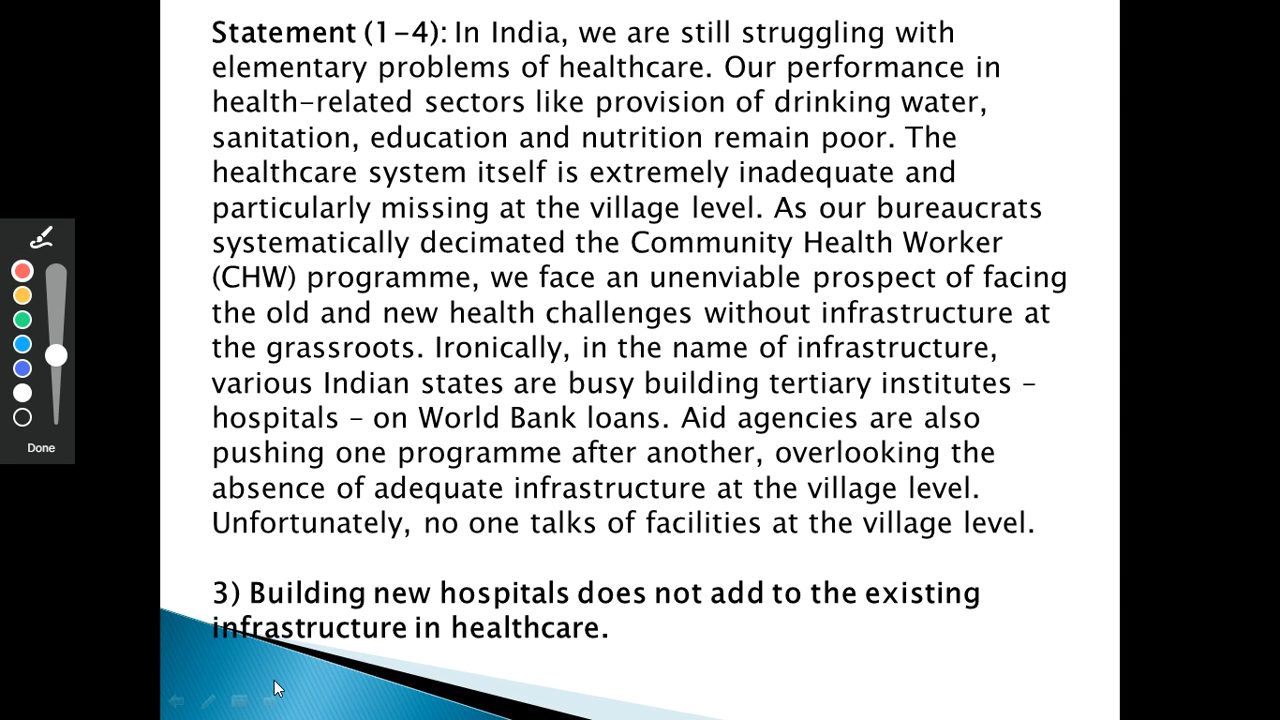 Statement (1-4): In India, we are still struggling with
elementary problems of healthcare. Our performance in
health-related sectors like provision of drinking water,
sanitation, education and nutrition remain poor. The
healthcare system itself is extremely inadequate and
particularly missing at the village level. As our bureaucrats
systematically decimated the Community Health Worker
(CHW) programme, we face an unenviable prospect of facing
the old and new health challenges without infrastructure at
the grassroots. Ironically, in the name of infrastructure,
various Indian states are busy building tertiary institutes –
hospitals – on World Bank loans. Aid agencies are also
pushing one programme after another, overlooking the
absence of adequate infrastructure at the village level.
Unfortunately, no one talks of facilities at the village level.
3) Building new hospitals does not add to the existing
infrastructure in healthcare.
Done